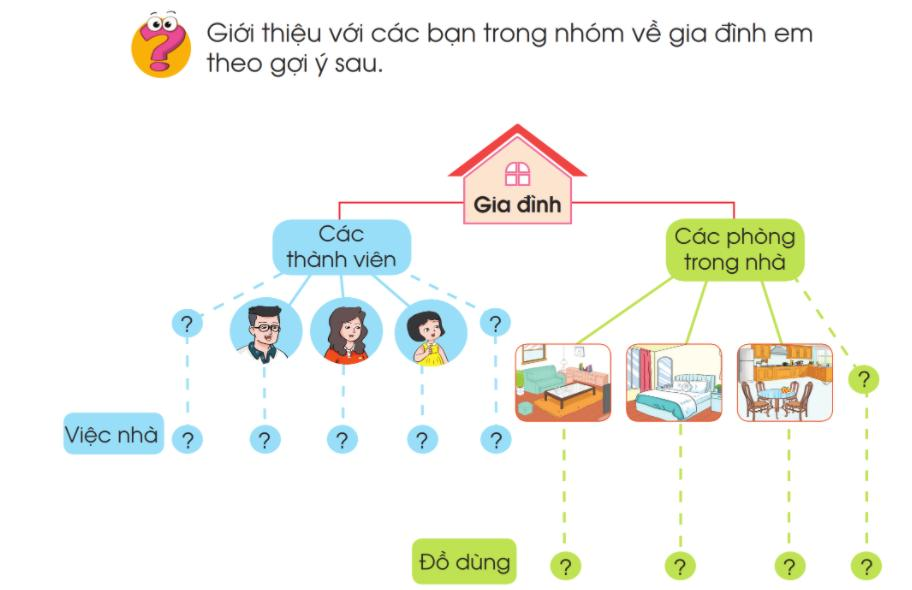 Giới thiệu với các bạn trong nhóm về gia đình em
theo gợi ý sau.
Gia đình
Các
thành viên
Các phòng
trong nhà
?
?
?
Việc nhà
?
?
?
?
?
Đồ dùng
?
?
?
?